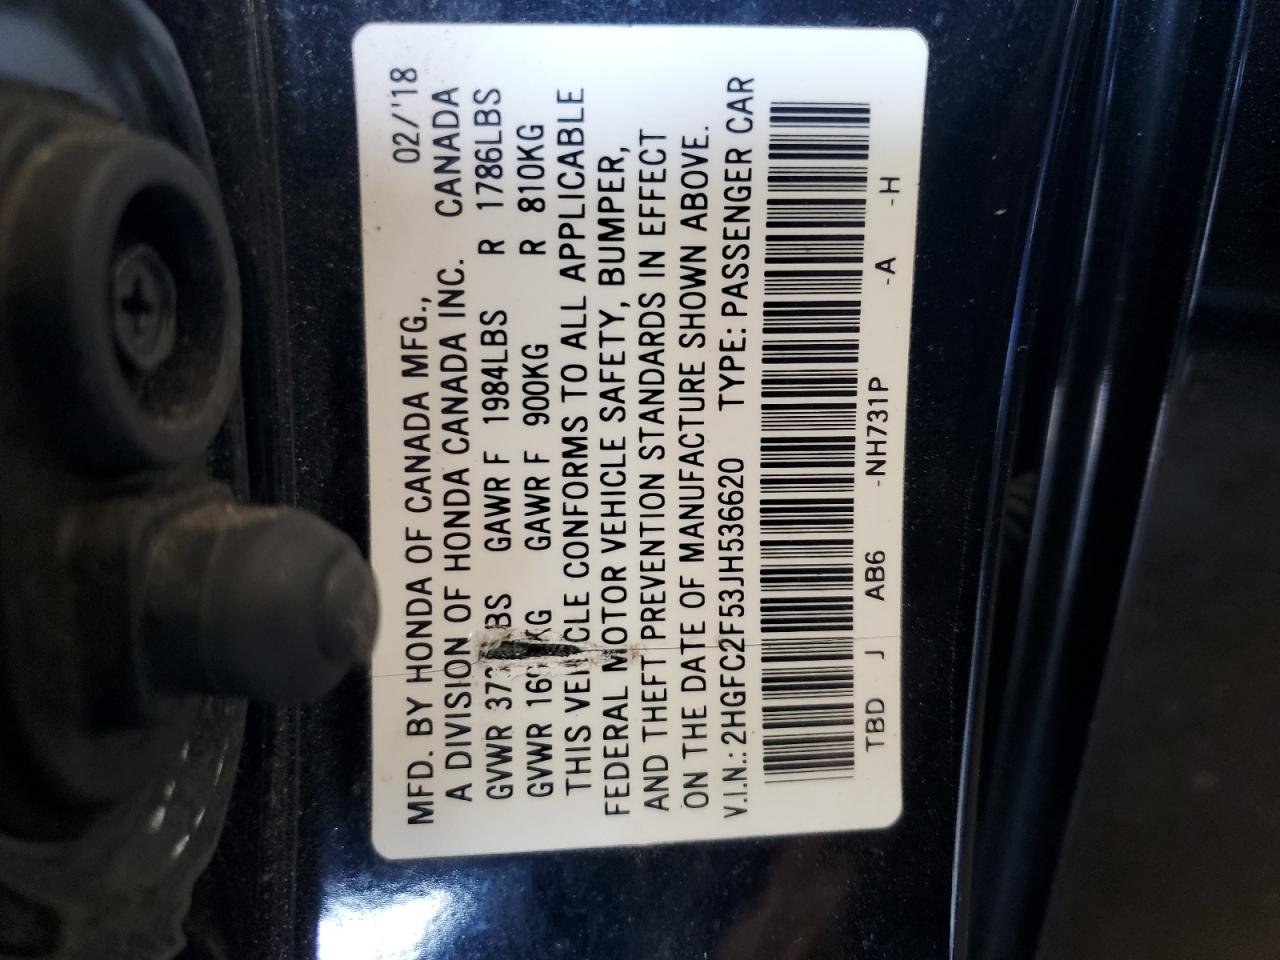 02/'18
MFD. BY HONDA OF CANADA MFG.,
A DIVISION OF HONDA CANADA INC. CANADA
GVWR GAWR F 1984LBS R 1786LBS
GVWR GAWR F 900KG R 810KG
THIS VEHICLE CONFORMS TO ALL APPLICABLE
FEDERAL MOTOR VEHICLE SAFETY, BUMPER,
AND THEFT PREVENTION STANDARDS IN EFFECT
ON THE DATE OF MANUFACTURE SHOWN ABOVE.
V.I.N.: 2HGFC2F53JH536620 TYPE: PASSENGER CAR
TBD J AB6 -NH731P -A -H